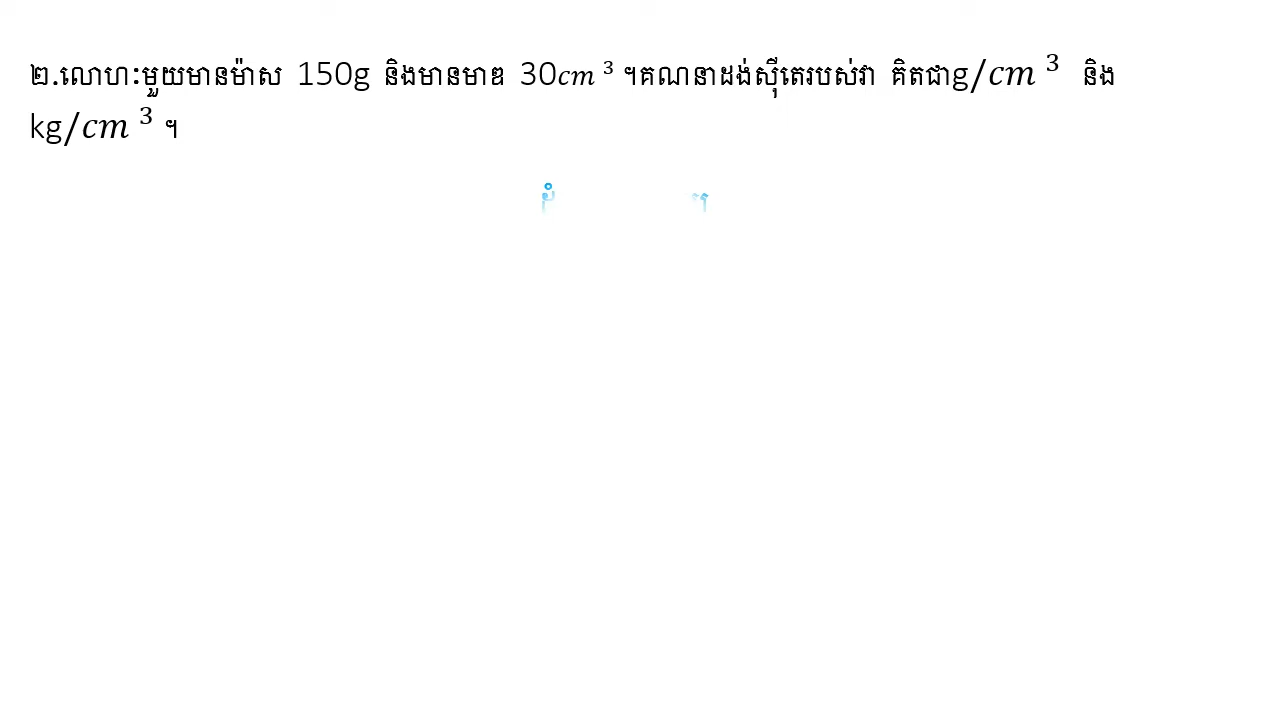 ២.លោហៈមួយមានម៉ាស 150g និងមានមាឌ 30cm ³ ។គណនាដង់ស៊ីតេរបស់វា គិតជាg/cm ³ និង
kg/cm ³ ។